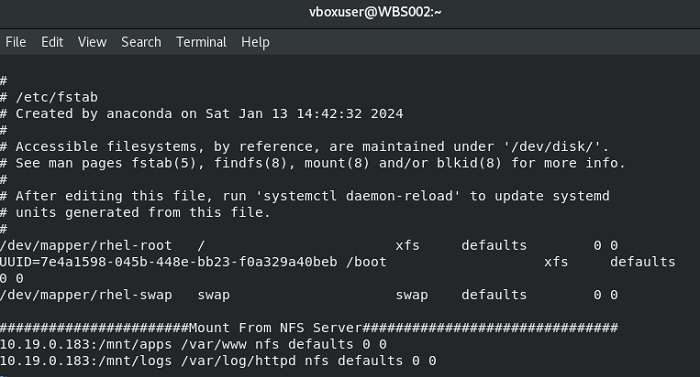 vboxuser@WBS002:~
File Edit View Search Terminal Help
#
# /etc/fstab
# Created by anaconda on Sat Jan 13 14:42:32 2024
#
# Accessible filesystems, by reference, are maintained under '/dev/disk/'.
# See man pages fstab(5), findfs(8), mount(8) and/or blkid(8) for more info.
#
# After editing this file, run 'systemctl daemon-reload' to update systemd
# units generated from this file.
#
/dev/mapper/rhel-root / xfs defaults 0 0
UUID=7e4a1598-045b-448e-bb23-f0a329a40beb /boot xfs defaults
0 0
/dev/mapper/rhel-swap swap swap defaults 0 0
#######################Mount From NFS Server###############################
10.19.0.183:/mnt/apps /var/www nfs defaults 0 0
10.19.0.183:/mnt/logs /var/log/httpd nfs defaults 0 0